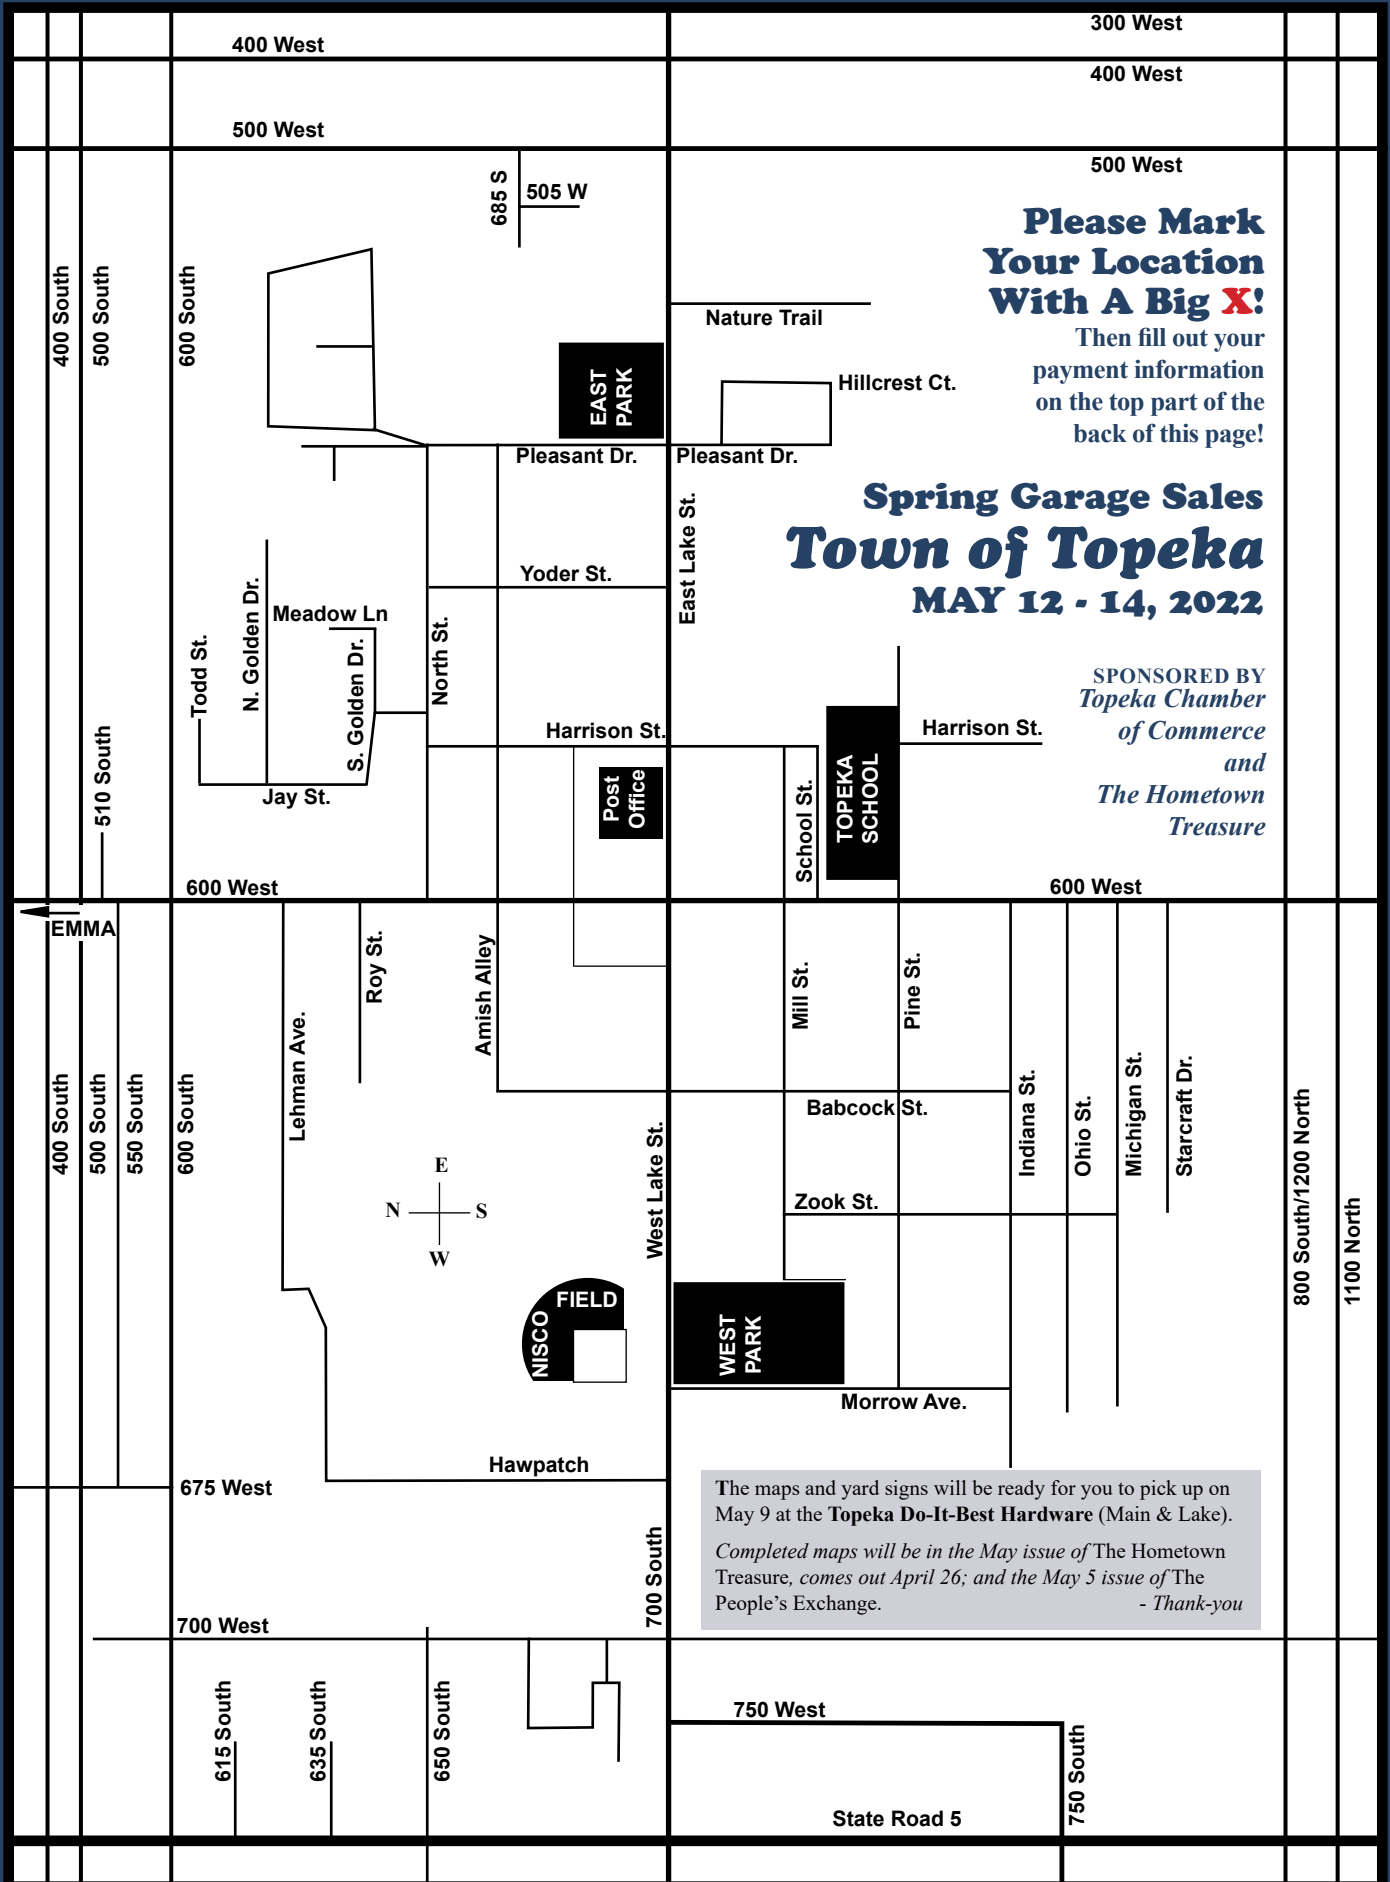 300 West
400 West
400 West
500 West
500 West
685 S
505 W
Please Mark
Your Location
With A Big X!
Then fill out your
payment information
on the top part of the
back of this page!
400 South
500 South
600 South
Nature Trail
EAST
PARK
Hillcrest Ct.
Pleasant Dr.
Pleasant Dr.
Spring Garage Sales
Town of Topeka
MAY 12 - 14, 2022
East Lake St.
Yoder St.
N. Golden Dr.
Meadow Ln
Todd St.
S. Golden Dr.
North St.
SPONSORED BY
Topeka Chamber
of Commerce
and
The Hometown
Treasure
Harrison St.
Harrison St.
510 South
Jay St.
Post
Office
School St.
TOPEKA
SCHOOL
600 West
600 West
EMMA
Roy St.
Amish Alley
Mill St.
Pine St.
Lehman Ave.
400 South
500 South
550 South
600 South
Babcock St.
Indiana St.
Ohio St.
Michigan St.
Starcraft Dr.
800 South/1200 North
1100 North
West Lake St.
E
N
S
W
Zook St.
NISCO
FIELD
WEST
PARK
Morrow Ave.
Hawpatch
675 West
The maps and yard signs will be ready for you to pick up on
May 9 at the Topeka Do-It-Best Hardware (Main & Lake).
Completed maps will be in the May issue of The Hometown
Treasure, comes out April 26; and the May 5 issue of The
People's Exchange. - Thank-you
700 South
700 West
615 South
635 South
650 South
750 West
750 South
State Road 5